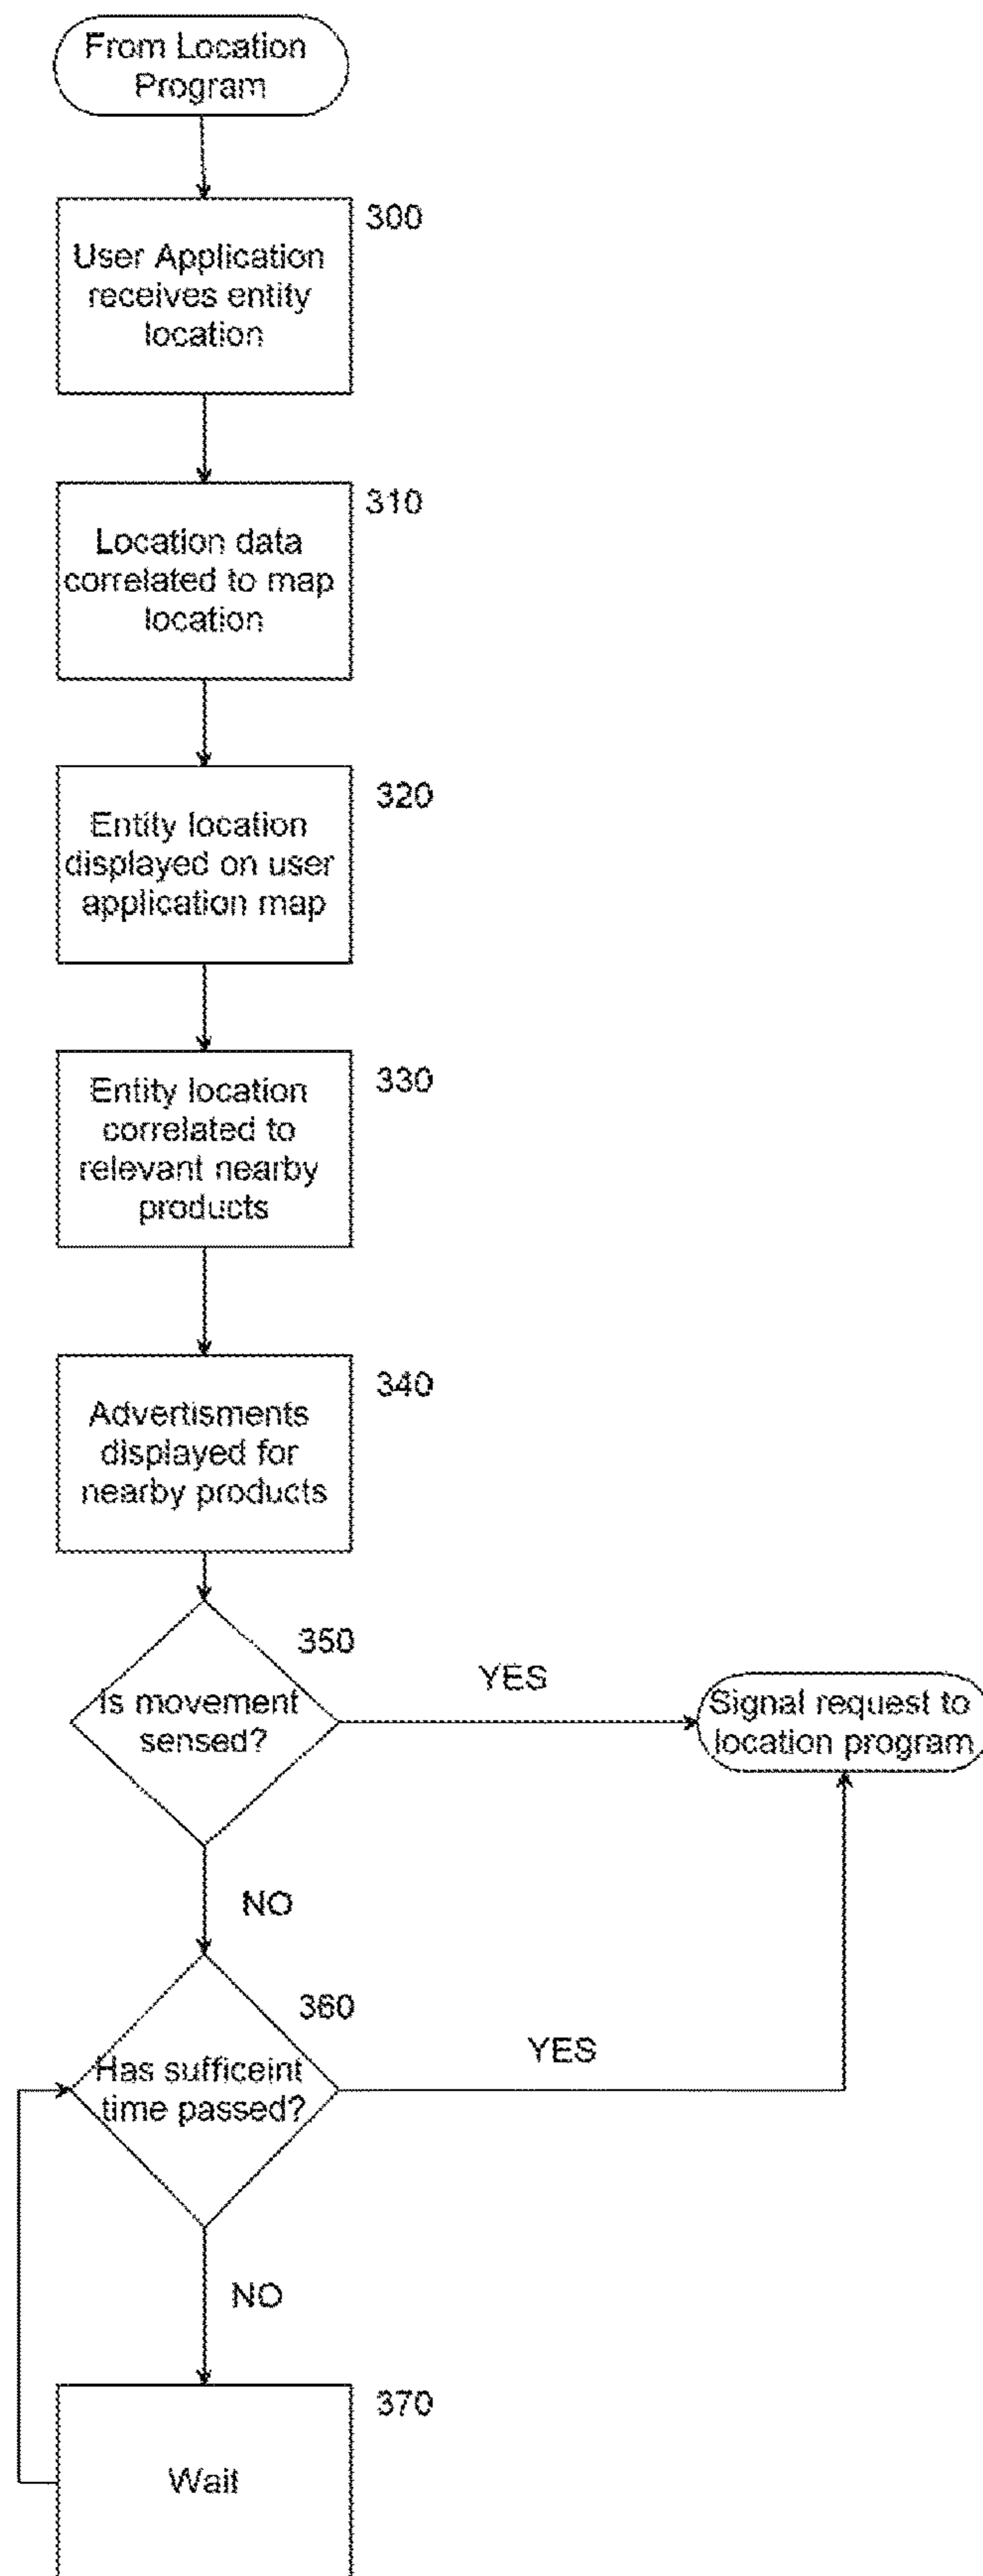 From Location
Program
300
User Application
receives entity
location
310
Location data
correlated to map
location
320
Entity location
displayed on user
application map
330
Entity location
correlated to
relevant nearby
products
340
Advertisments
displayed for
nearby products
350
Is movement
sensed?
YES
Signal request to
location program
NO
360
Has sufficeint
time passed?
YES
NO
370
Wait